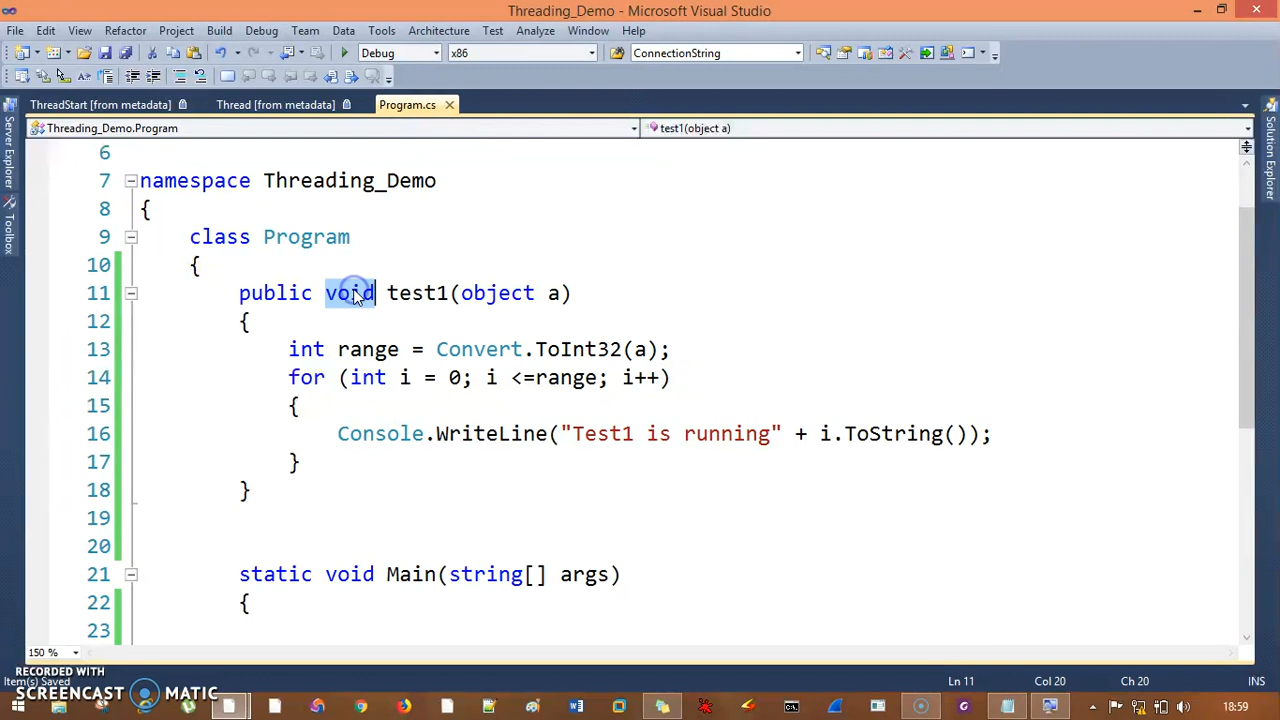 Threading_Demo - Microsoft Visual Studio
File Edit View Refactor Project Build Debug Team Data Tools Architecture Test Analyze Window Help
Debug x86 ConnectionString
ThreadStart [from metadata] Thread [from metadata] Program.cs
Threading_Demo.Program test1(object a)
Server Explorer
Toolbox
Solution Explorer
6
7 namespace Threading_Demo
8 {
9 class Program
10 {
11 public void test1(object a)
12 {
13 int range = Convert.ToInt32(a);
14 for (int i = 0; i <=range; i++)
15 {
16 Console.WriteLine("Test1 is running" + i.ToString());
17 }
18 }
19
20
21 static void Main(string[] args)
22 {
23
150 %
RECORDED WITH
SCREENCAST MATIC
Item(s) Saved Ln 11 Col 20 Ch 20 INS
18:59